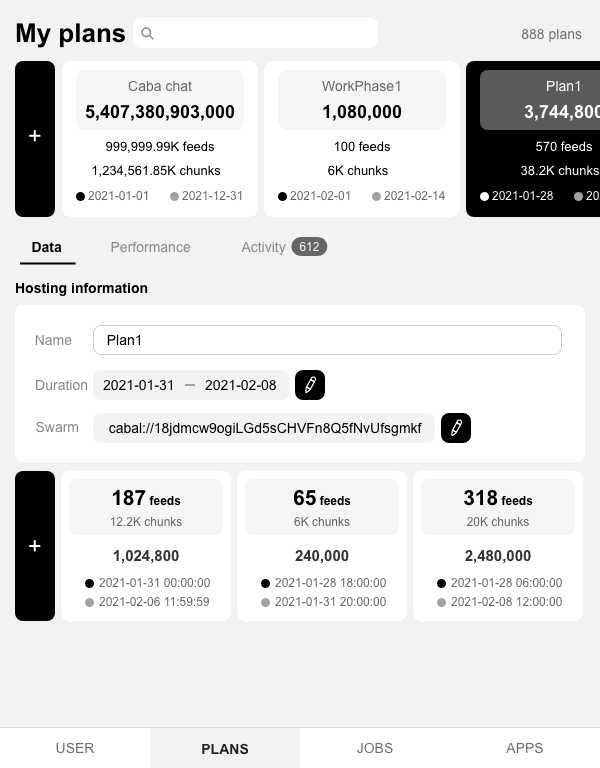 My plans
888 plans
+
Caba chat
5,407,380,903,000
999,999.99K feeds
1,234,561.85K chunks
2021-01-01 2021-12-31
WorkPhase1
1,080,000
100 feeds
6K chunks
2021-02-01 2021-02-14
Plan1
3,744,800
570 feeds
38.2K chunks
2021-01-28 20
Data Performance Activity 612
Hosting information
Name Plan1
Duration 2021-01-31 – 2021-02-08
Swarm cabal://18jdmcw9ogiLGd5sCHVFn8Q5fNvUfsgmkf
+
187 feeds
12.2K chunks
1,024,800
2021-01-31 00:00:00
2021-02-06 11:59:59
65 feeds
6K chunks
240,000
2021-01-28 18:00:00
2021-01-31 20:00:00
318 feeds
20K chunks
2,480,000
2021-01-28 06:00:00
2021-02-08 12:00:00
USER PLANS JOBS APPS